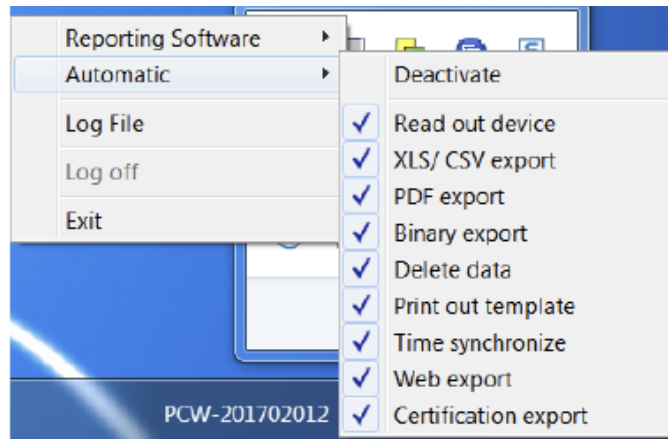 Reporting Software
Automatic
Log File
Log off
Exit
Deactivate
Read out device
XLS/ CSV export
PDF export
Binary export
Delete data
Print out template
Time synchronize
Web export
Certification export
PCW-201702012